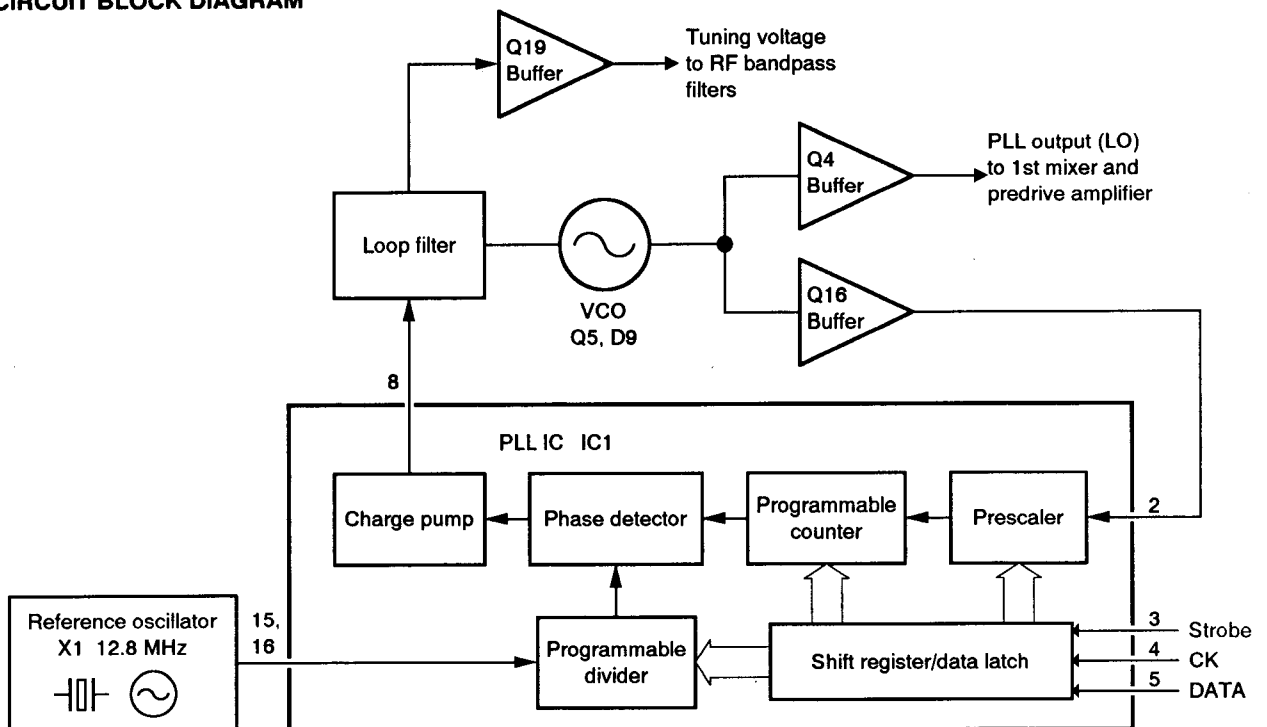 CIRCUIT BLOCK DIAGRAM
Q19
Buffer
Tuning voltage
to RF bandpass
filters
Q4
Buffer
PLL output (LO)
to 1st mixer and
predrive amplifier
Loop filter
VCO
Q5, D9
Q16
Buffer
8
PLL IC IC1
Charge pump
Phase detector
Programmable
counter
Prescaler
2
Reference oscillator
X1 12.8 MHz
15,
16
Programmable
divider
Shift register/data latch
3
Strobe
4
CK
5
DATA